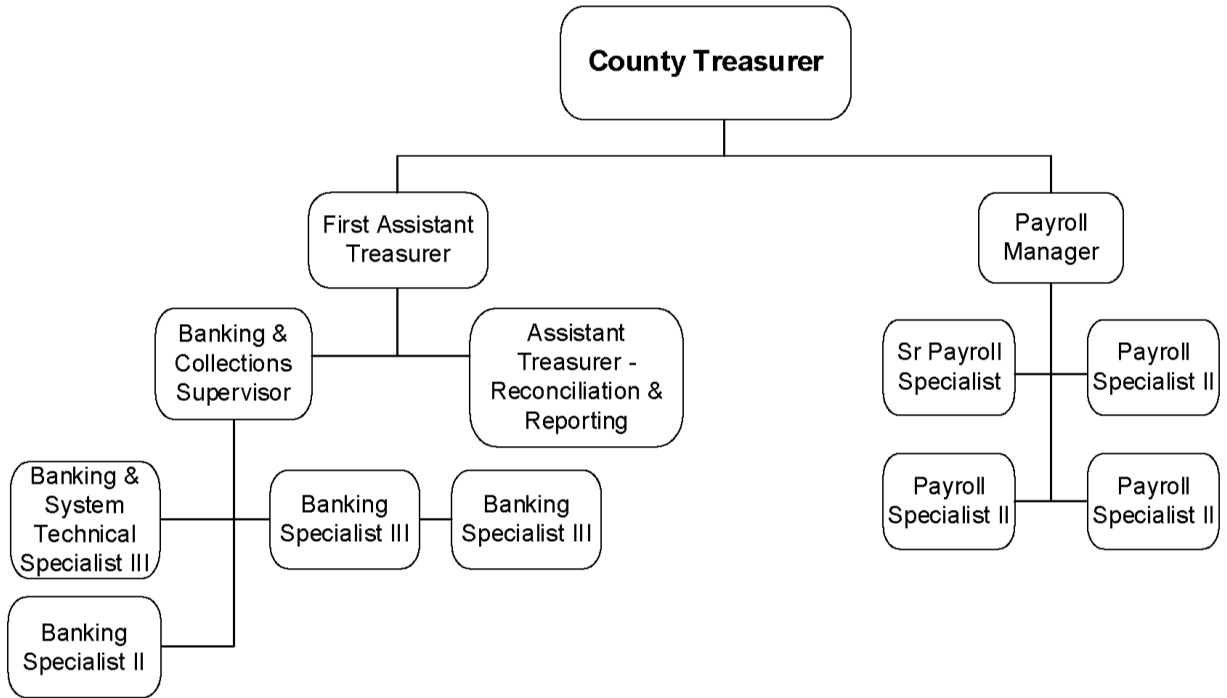 County Treasurer
First Assistant
Treasurer
Payroll
Manager
Banking &
Collections
Supervisor
Assistant
Treasurer -
Reconciliation &
Reporting
Sr Payroll
Specialist
Payroll
Specialist II
Banking &
System
Technical
Specialist III
Banking
Specialist III
Banking
Specialist III
Payroll
Specialist II
Payroll
Specialist II
Banking
Specialist II